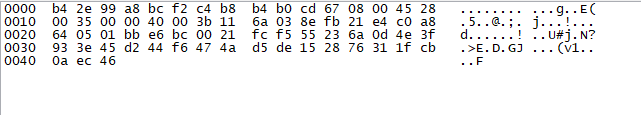 0000 b4 2e 99 a8 bc f2 c4 b8 b4 b0 cd 67 08 00 45 28 ........ ...g..E(
0010 00 35 00 00 40 00 3b 11 6a 03 8e fb 21 e4 c0 a8 .5..@.;. j...!...
0020 64 05 01 bb e6 bc 00 21 fc f5 55 23 6a 0d 4e 3f d......! ..U#j.N?
0030 93 3e 45 d2 44 f6 47 4a d5 de 15 28 76 31 1f cb .>E.D.GJ ...(v1..
0040 0a ec 46 ..F